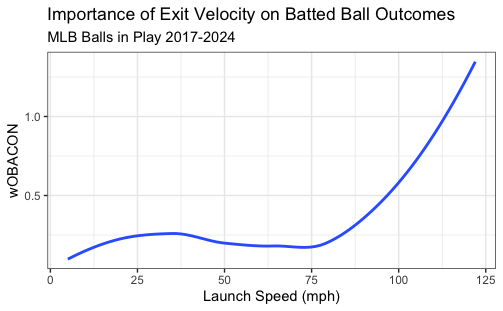 Importance of Exit Velocity on Batted Ball Outcomes
MLB Balls in Play 2017-2024
wOBACON
1.0
0.5
0
25
50
75
100
125
Launch Speed (mph)